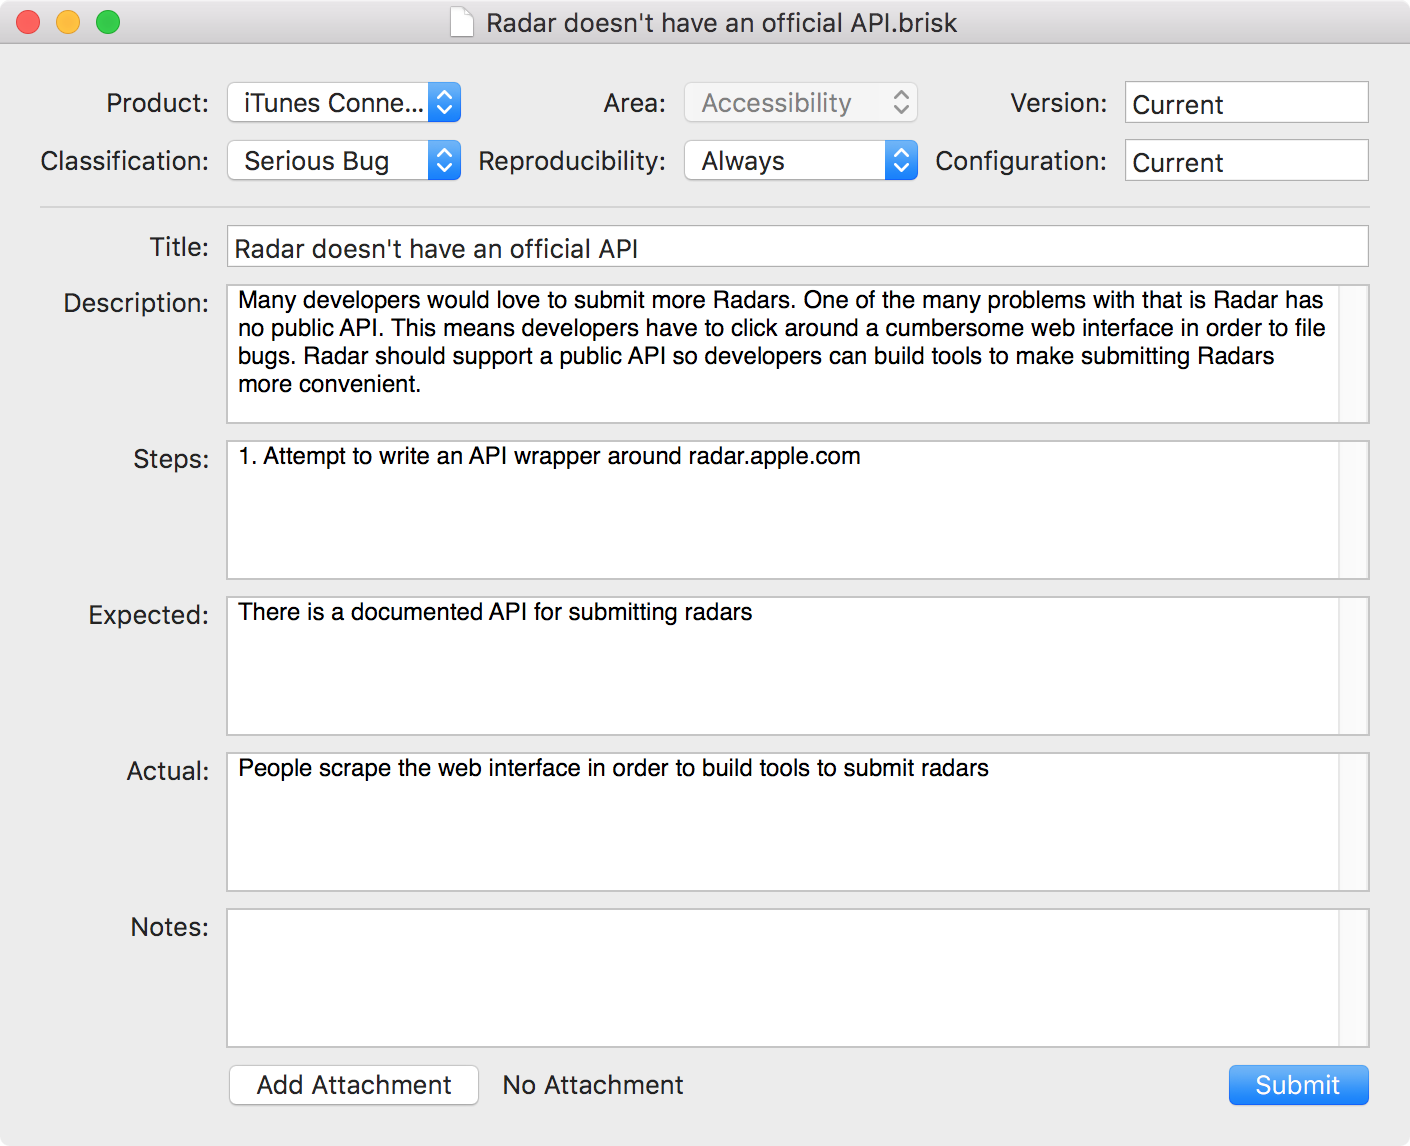 Radar doesn't have an official API.brisk
Product: iTunes Conne... Area: Accessibility Version: Current
Classification: Serious Bug Reproducibility: Always Configuration: Current
Title: Radar doesn't have an official API
Description: Many developers would love to submit more Radars. One of the many problems with that is Radar has
no public API. This means developers have to click around a cumbersome web interface in order to file
bugs. Radar should support a public API so developers can build tools to make submitting Radars
more convenient.
Steps: 1. Attempt to write an API wrapper around radar.apple.com
Expected: There is a documented API for submitting radars
Actual: People scrape the web interface in order to build tools to submit radars
Notes:
Add Attachment No Attachment Submit